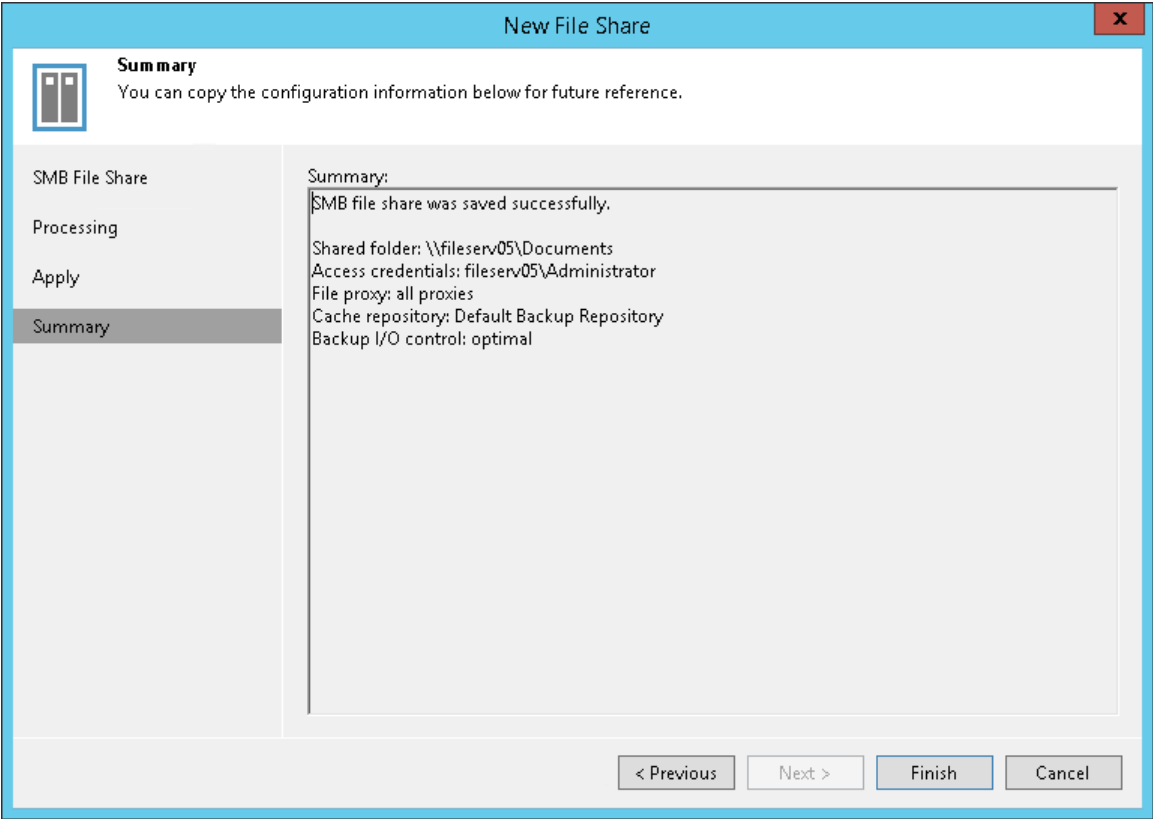 New File Share
x
Summary
You can copy the configuration information below for future reference.
SMB File Share
Processing
Apply
Summary
Summary:
SMB file share was saved successfully.
Shared folder: \\fileserv05\Documents
Access credentials: fileserv05\Administrator
File proxy: all proxies
Cache repository: Default Backup Repository
Backup I/O control: optimal
< Previous
Next >
Finish
Cancel